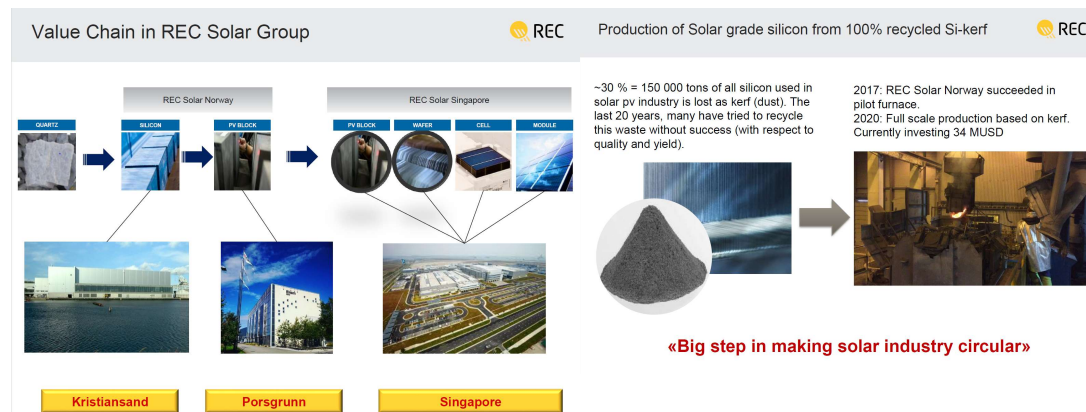 Value Chain in REC Solar Group
REC
REC Solar Norway
REC Solar Singapore
QUARTZ
SILICON
PV BLOCK
PV BLOCK
WAFER
CELL
MODULE
Kristiansand
Porsgrunn
Singapore
Production of Solar grade silicon from 100% recycled Si-kerf
REC
~30 % = 150 000 tons of all silicon used in
solar pv industry is lost as kerf (dust). The
last 20 years, many have tried to recycle
this waste without success (with respect to
quality and yield).
2017: REC Solar Norway succeeded in
pilot furnace.
2020: Full scale production based on kerf.
Currently investing 34 MUSD
«Big step in making solar industry circular»